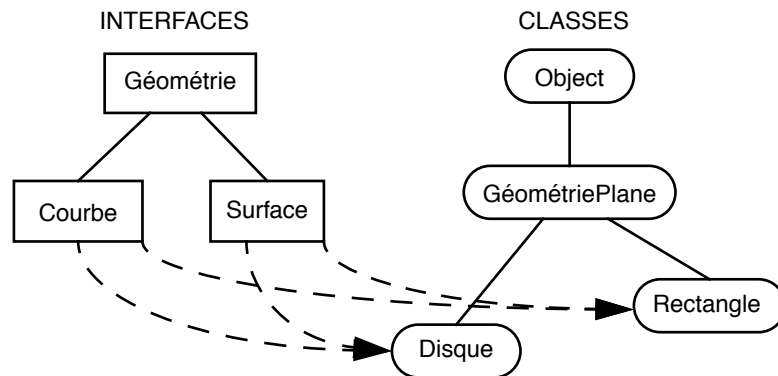 INTERFACES
CLASSES
Géométrie
Object
Courbe
Surface
GéométriePlane
Rectangle
Disque